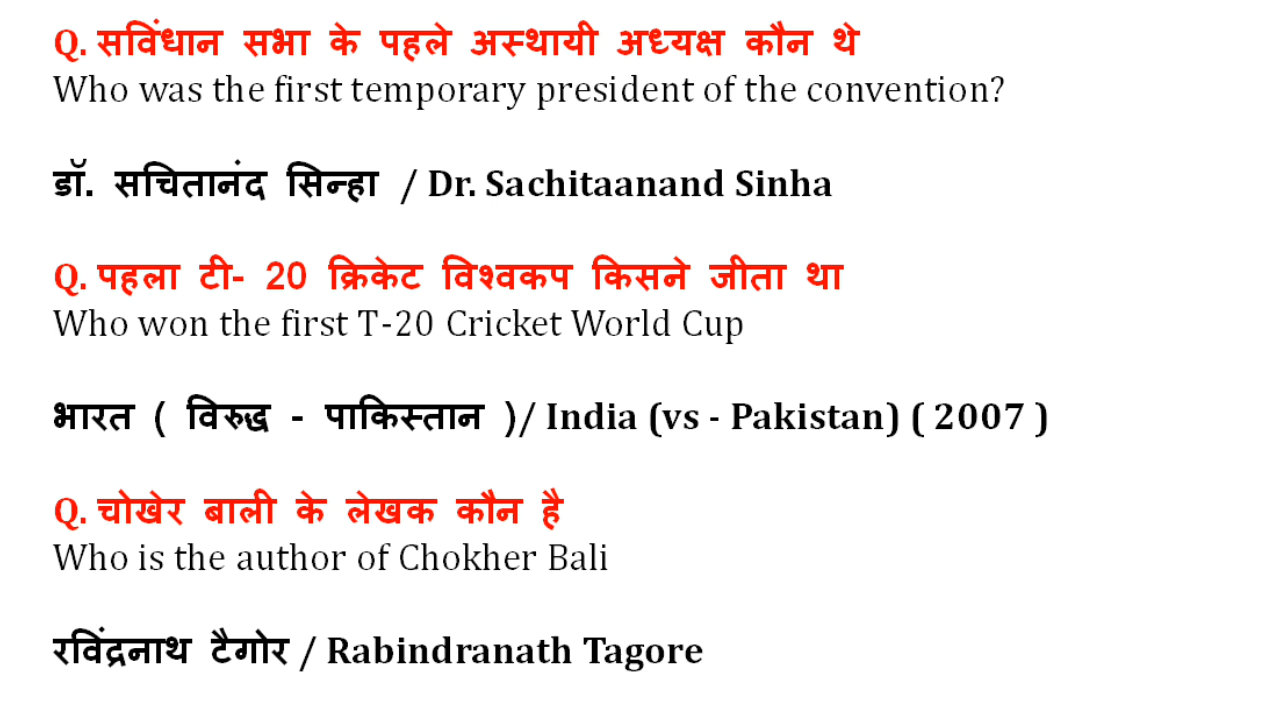 Q. सविंधान सभा के पहले अस्थायी अध्यक्ष कौन थे
Who was the first temporary president of the convention?
डॉ. सचितानंद सिन्हा / Dr. Sachitaanand Sinha
Q. पहला टी- 20 क्रिकेट विश्वकप किसने जीता था
Who won the first T-20 Cricket World Cup
भारत ( विरुद्ध - पाकिस्तान )/ India (vs - Pakistan) ( 2007 )
Q. चोखेर बाली के लेखक कौन है
Who is the author of Chokher Bali
रविंद्रनाथ टैगोर / Rabindranath Tagore